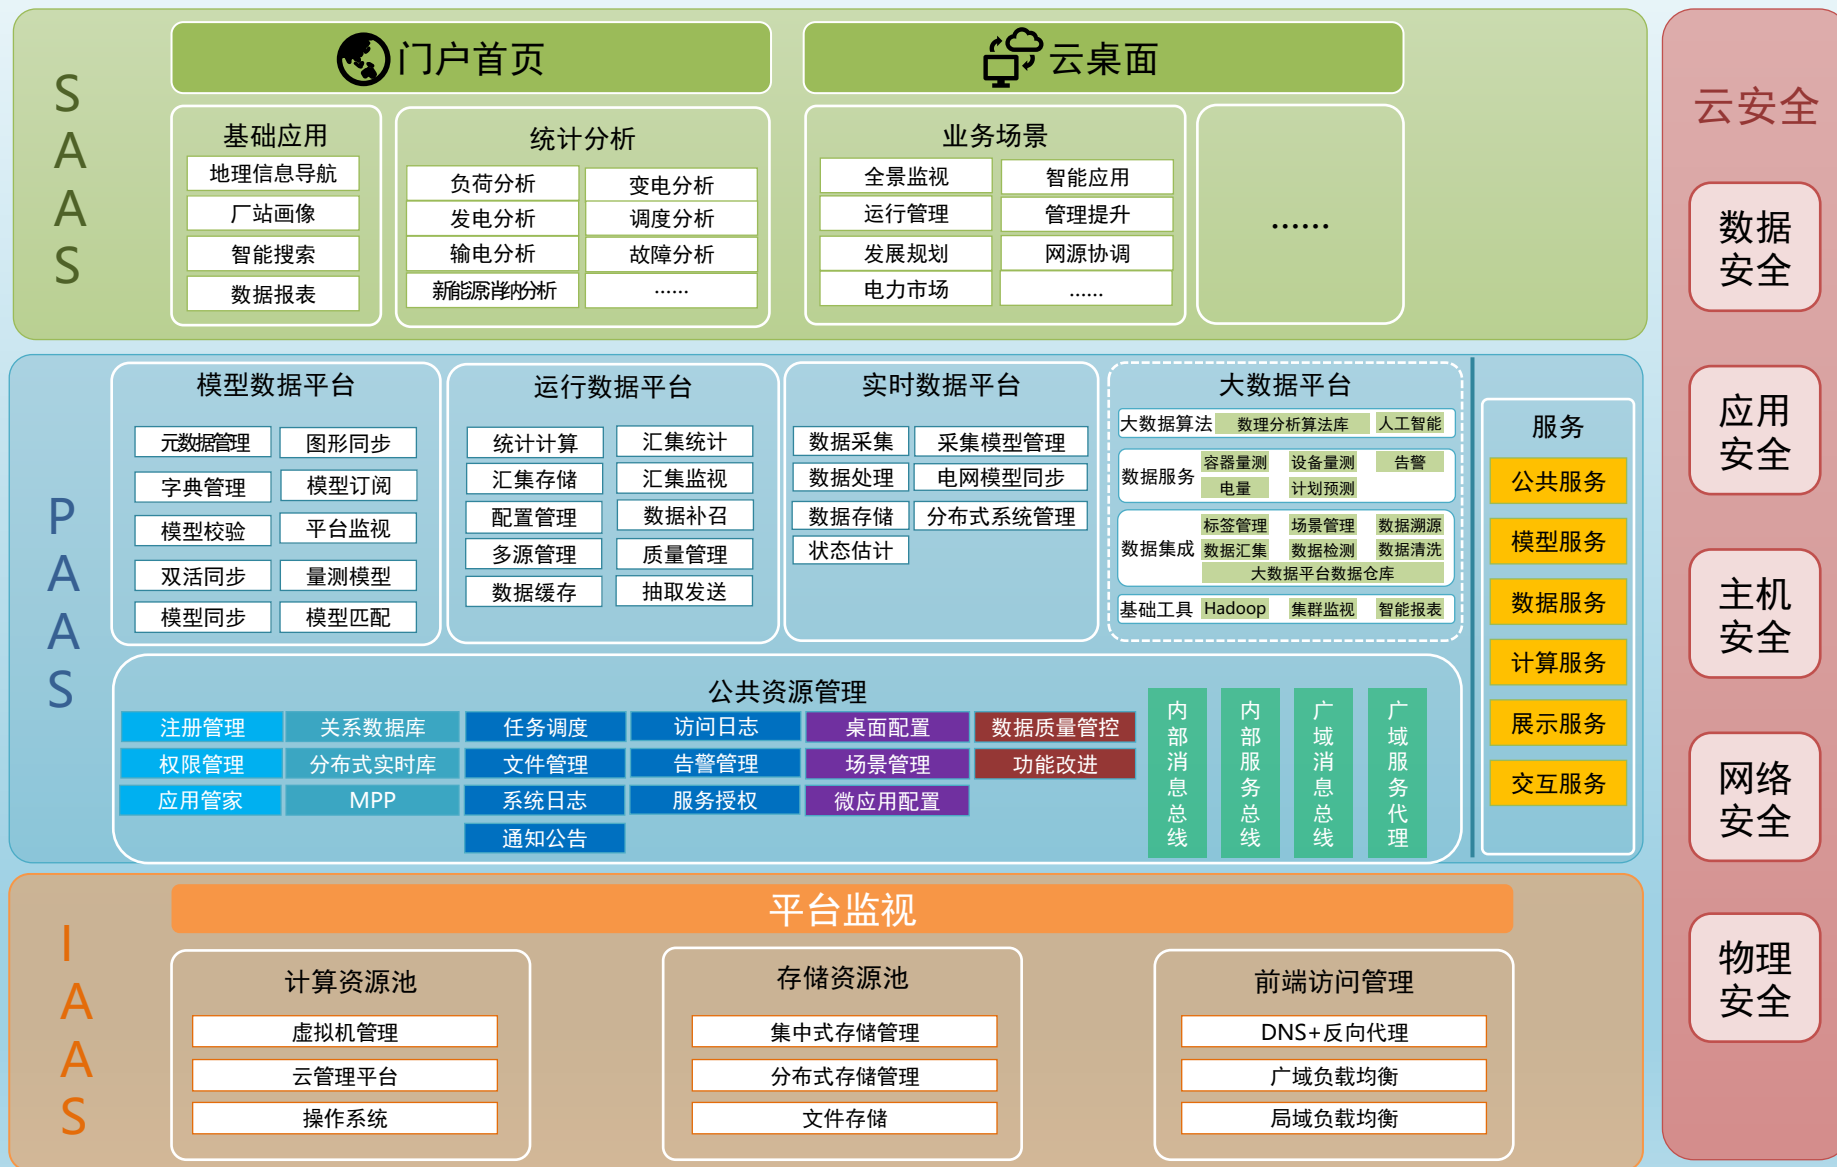 SAAS
门户首页
云桌面
基础应用
地理信息导航
厂站画像
智能搜索
数据报表
统计分析
负荷分析
变电分析
发电分析
调度分析
输电分析
故障分析
新能源消纳分析
……
业务场景
全景监视
智能应用
运行管理
管理提升
发展规划
网源协调
电力市场
……
……
PAAS
模型数据平台
元数据管理
图形同步
字典管理
模型订阅
模型校验
平台监视
双活同步
量测模型
模型同步
模型匹配
运行数据平台
统计计算
汇集统计
汇集存储
汇集监视
配置管理
数据补召
多源管理
质量管理
数据缓存
抽取发送
实时数据平台
数据采集
采集模型管理
数据处理
电网模型同步
数据存储
分布式系统管理
状态估计
大数据平台
大数据算法
数理分析算法库
人工智能
数据服务
容器量测
设备量测
告警
电量
计划预测
数据集成
标签管理
场景管理
数据溯源
数据汇集
数据检测
数据清洗
大数据平台数据仓库
基础工具
Hadoop
集群监视
智能报表
公共资源管理
注册管理
关系数据库
任务调度
访问日志
桌面配置
数据质量管控
权限管理
分布式实时库
文件管理
告警管理
场景管理
功能改进
应用管家
MPP
系统日志
服务授权
微应用配置
通知公告
内部消息总线
内部服务总线
广域消息总线
广域服务代理
服务
公共服务
模型服务
数据服务
计算服务
展示服务
交互服务
IAAS
平台监视
计算资源池
虚拟机管理
云管理平台
操作系统
存储资源池
集中式存储管理
分布式存储管理
文件存储
前端访问管理
DNS+反向代理
广域负载均衡
局域负载均衡
云安全
数据
安全
应用
安全
主机
安全
网络
安全
物理
安全